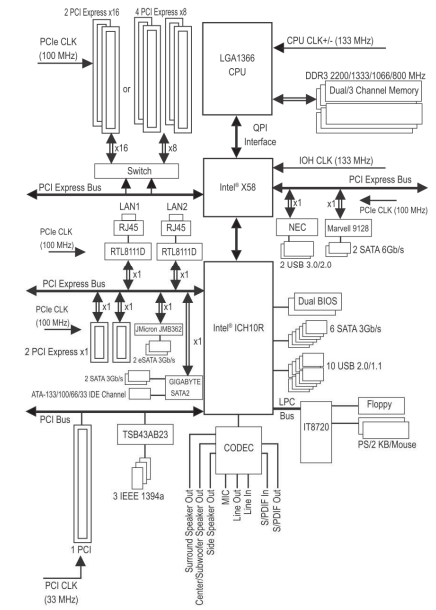 2 PCI Express x16
4 PCI Express x8
PCIe CLK
(100 MHz)
or
x16
x8
Switch
PCI Express Bus
LGA1366
CPU
CPU CLK+/- (133 MHz)
DDR3 2200/1333/1066/800 MHz
Dual/3 Channel Memory
QPI
Interface
IOH CLK (133 MHz)
Intel® X58
PCI Express Bus
x1
x1
PCIe CLK (100 MHz)
NEC
Marvell 9128
2 USB 3.0/2.0
2 SATA 6Gb/s
LAN1
LAN2
RJ45
RJ45
PCIe CLK
(100 MHz)
RTL8111D
RTL8111D
x1
x1
PCI Express Bus
x1
x1
x1
x1
PCIe CLK
(100 MHz)
JMicron JMB362
2 PCI Express x1
2 eSATA 3Gb/s
2 SATA 3Gb/s
ATA-133/100/66/33 IDE Channel
GIGABYTE
SATA2
Intel® ICH10R
Dual BIOS
6 SATA 3Gb/s
10 USB 2.0/1.1
LPC
Bus
IT8720
Floppy
PS/2 KB/Mouse
PCI Bus
TSB43AB23
3 IEEE 1394a
CODEC
Surround Speaker Out
Center/Subwoofer Speaker Out
Side Speaker Out
MIC
Line Out
Line In
S/PDIF In
S/PDIF Out
1 PCI
PCI CLK
(33 MHz)